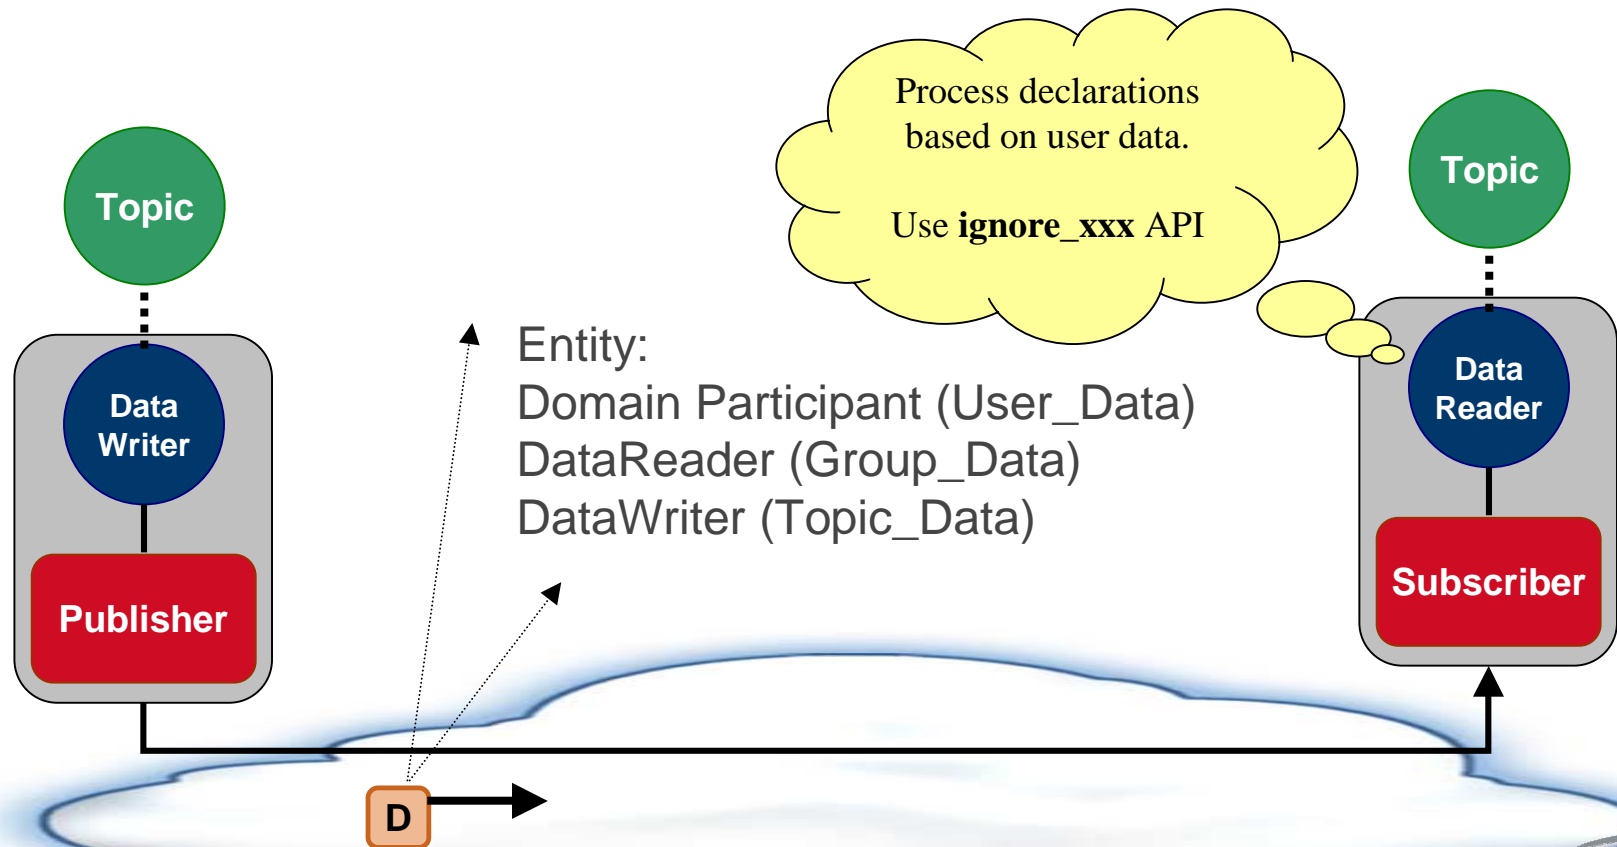 Process declarations
based on user data.
Use ignore_xxx API
Topic
Topic
Data
Writer
Publisher
Entity:
Domain Participant (User_Data)
DataReader (Group_Data)
DataWriter (Topic_Data)
Data
Reader
Subscriber
D